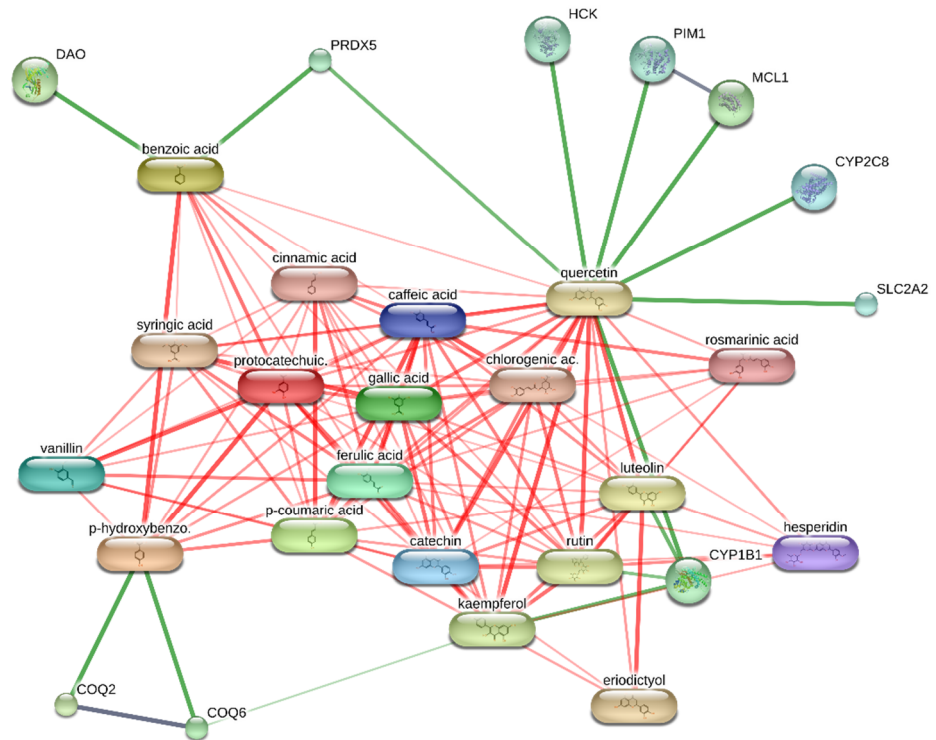 HCK
PIM1
DAO
PRDX5
MCL1
benzoic acid
CYP2C8
cinnamic acid
quercetin
SLC2A2
caffeic acid
syringic acid
rosmarinic acid
protocatechuic.
chlorogenic ac.
gallic acid
vanillin
ferulic acid
luteolin
p-coumaric acid
p-hydroxybenzo.
hesperidin
catechin
rutin
CYP1B1
kaempferol
eriodictyol
COQ2
COQ6